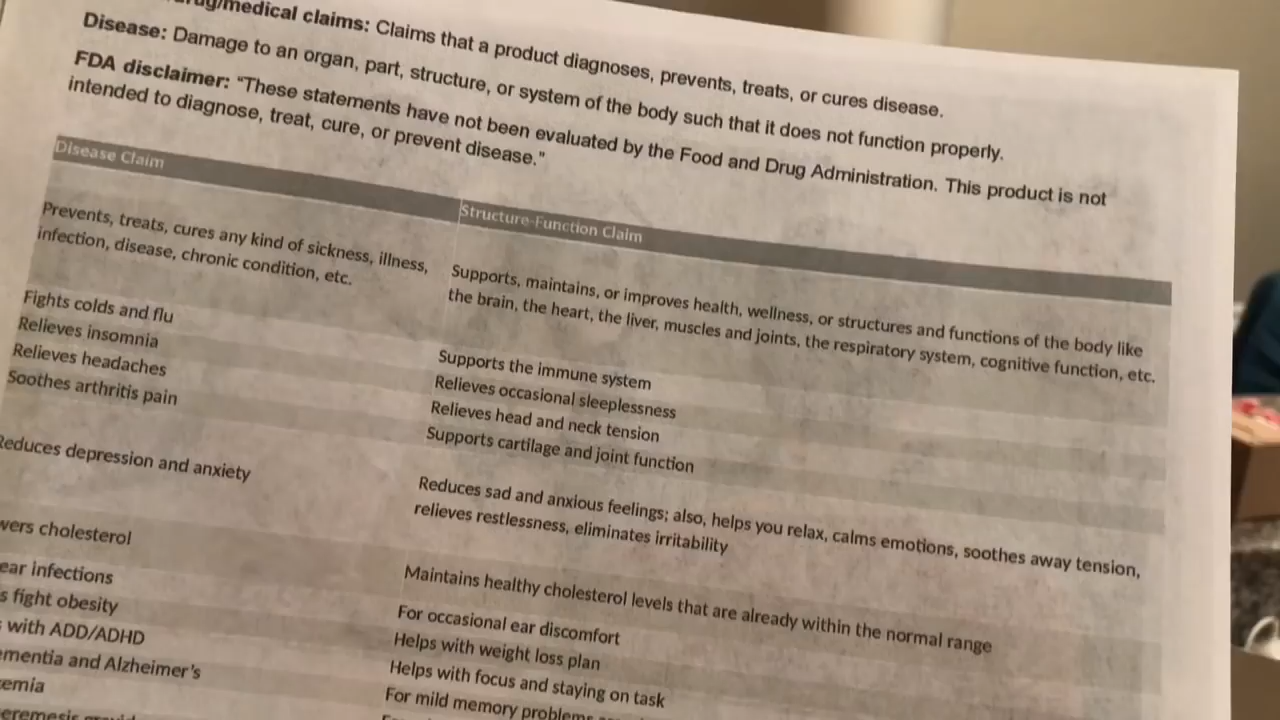 /medical claims: Claims that a product diagnoses, prevents, treats, or cures disease.
Disease: Damage to an organ, part, structure, or system of the body such that it does not function properly.
FDA disclaimer: "These statements have not been evaluated by the Food and Drug Administration. This product is not
intended to diagnose, treat, cure, or prevent disease."
Disease Claim
Structure-Function Claim
Prevents, treats, cures any kind of sickness, illness,
infection, disease, chronic condition, etc.
Supports, maintains, or improves health, wellness, or structures and functions of the body like
the brain, the heart, the liver, muscles and joints, the respiratory system, cognitive function, etc.
Fights colds and flu
Supports the immune system
Relieves insomnia
Relieves occasional sleeplessness
Relieves headaches
Relieves head and neck tension
Soothes arthritis pain
Supports cartilage and joint function
Reduces depression and anxiety
Reduces sad and anxious feelings; also, helps you relax, calms emotions, soothes away tension,
relieves restlessness, eliminates irritability
cholesterol
Maintains healthy cholesterol levels that are already within the normal range
ear infections
For occasional ear discomfort
fight obesity
Helps with weight loss plan
with ADD/ADHD
Helps with focus and staying on task
and Alzheimer's
For mild memory problems